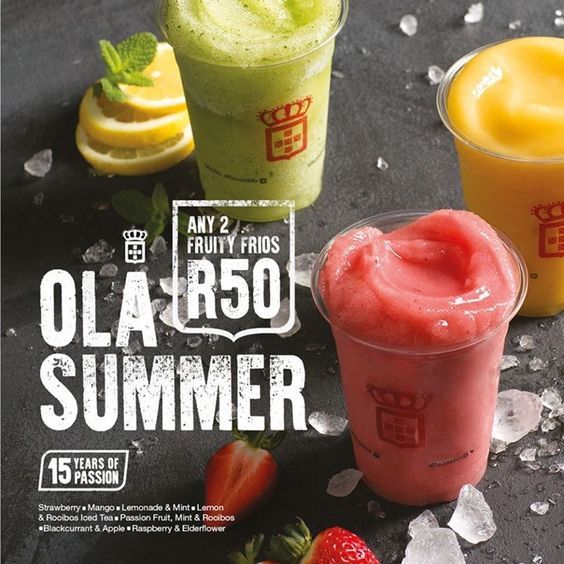 ANY 2
FRUITY FRIOS
R50
OLÁ
SUMMER
15 YEARS OF
PASSION
Strawberry ■ Mango ■ Lemonade & Mint ■ Lemon
& Rooibos Iced Tea ■ Passion Fruit, Mint & Rooibos
■ Blackcurrant & Apple ■ Raspberry & Elderflower